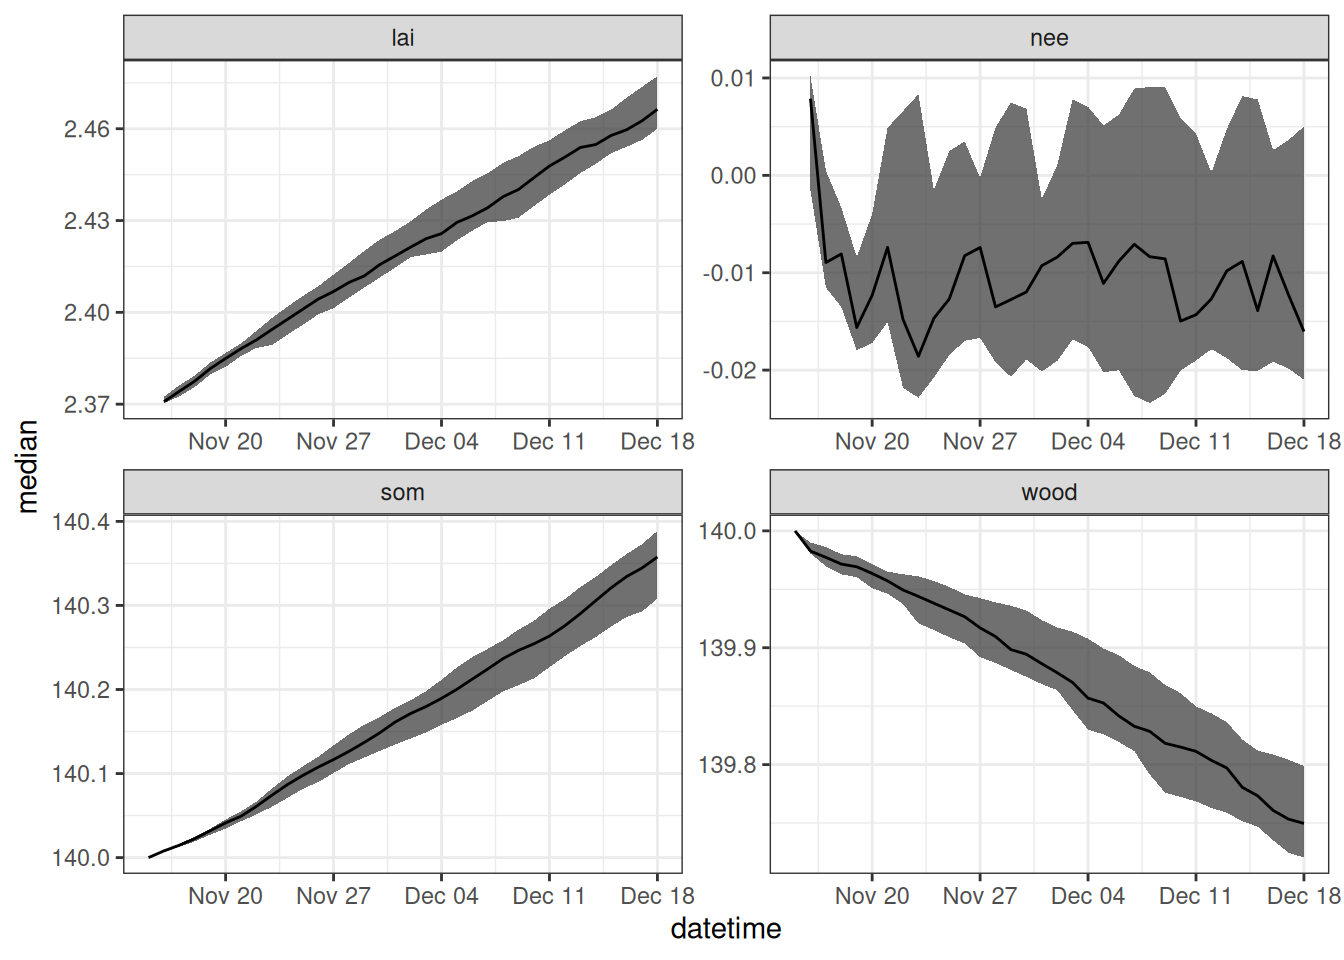 lai
nee
2.46
2.43
2.40
2.37
0.01
0.00
-0.01
-0.02
Nov 20 Nov 27 Dec 04 Dec 11 Dec 18
Nov 20 Nov 27 Dec 04 Dec 11 Dec 18
median
som
wood
140.4
140.3
140.2
140.1
140.0
140.0
139.9
139.8
Nov 20 Nov 27 Dec 04 Dec 11 Dec 18
Nov 20 Nov 27 Dec 04 Dec 11 Dec 18
datetime